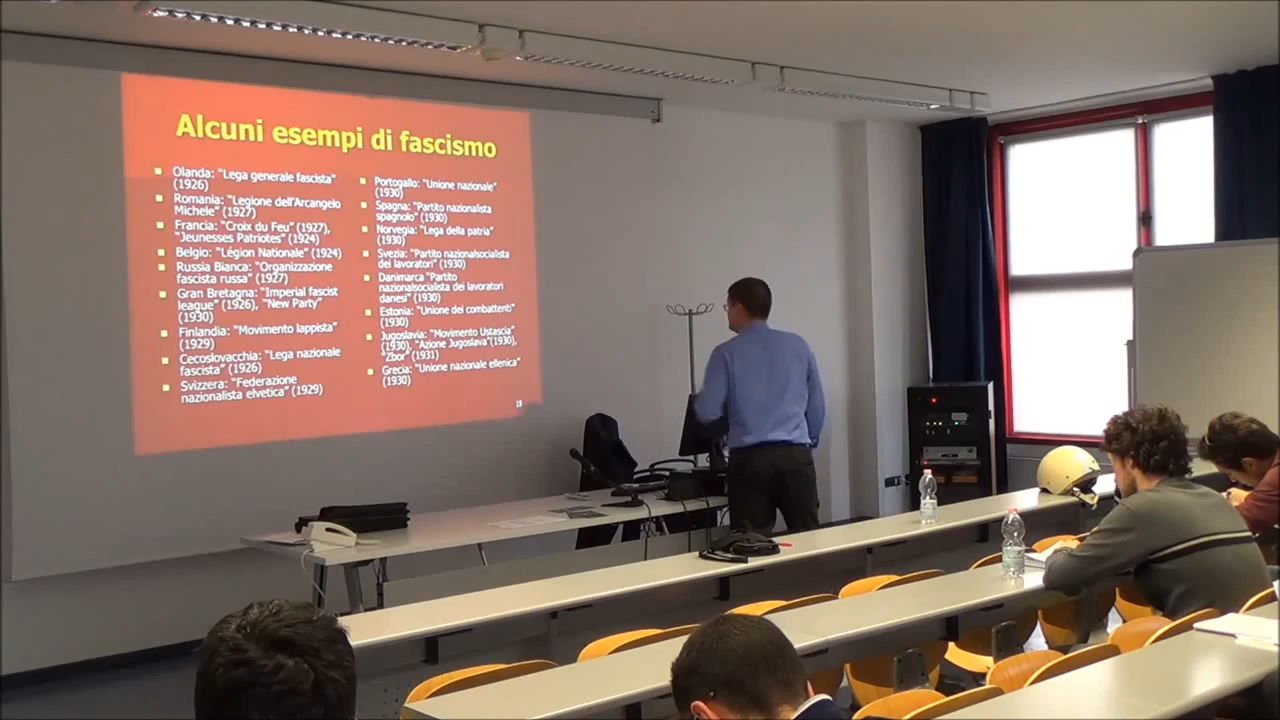 Alcuni esempi di fascismo
Olanda: "Lega generale fascista"
(1926)
Romania: "Legione dell'Arcangelo
Michele" (1927)
Francia: "Croix du Feu" (1927),
"Jeunesses Patriotes" (1924)
Belgio: "Légion Nationale" (1924)
Russia Bianca: "Organizzazione
fascista russa" (1927)
Gran Bretagna: "Imperial fascist
league" (1926), "New Party"
(1930)
Finlandia: "Movimento lappista"
(1929)
Cecoslovacchia: "Lega nazionale
fascista" (1926)
Svizzera: "Federazione
nazionalista elvetica" (1929)
Portogallo: "Unione nazionale"
(1930)
Spagna: "Partito nazionalista
spagnolo" (1930)
Norvegia: "Lega della patria"
(1930)
Svezia: "Partito nazionalsocialista
dei lavoratori" (1930)
Danimarca "Partito
nazionalsocialista dei lavoratori
danesi" (1930)
Estonia: "Unione dei combattenti"
(1930)
Jugoslavia: "Movimento Ustascia"
(1930), "Azione Jugoslava"(1930),
"Zbor" (1931)
Grecia: "Unione nazionale ellenica"
(1930)